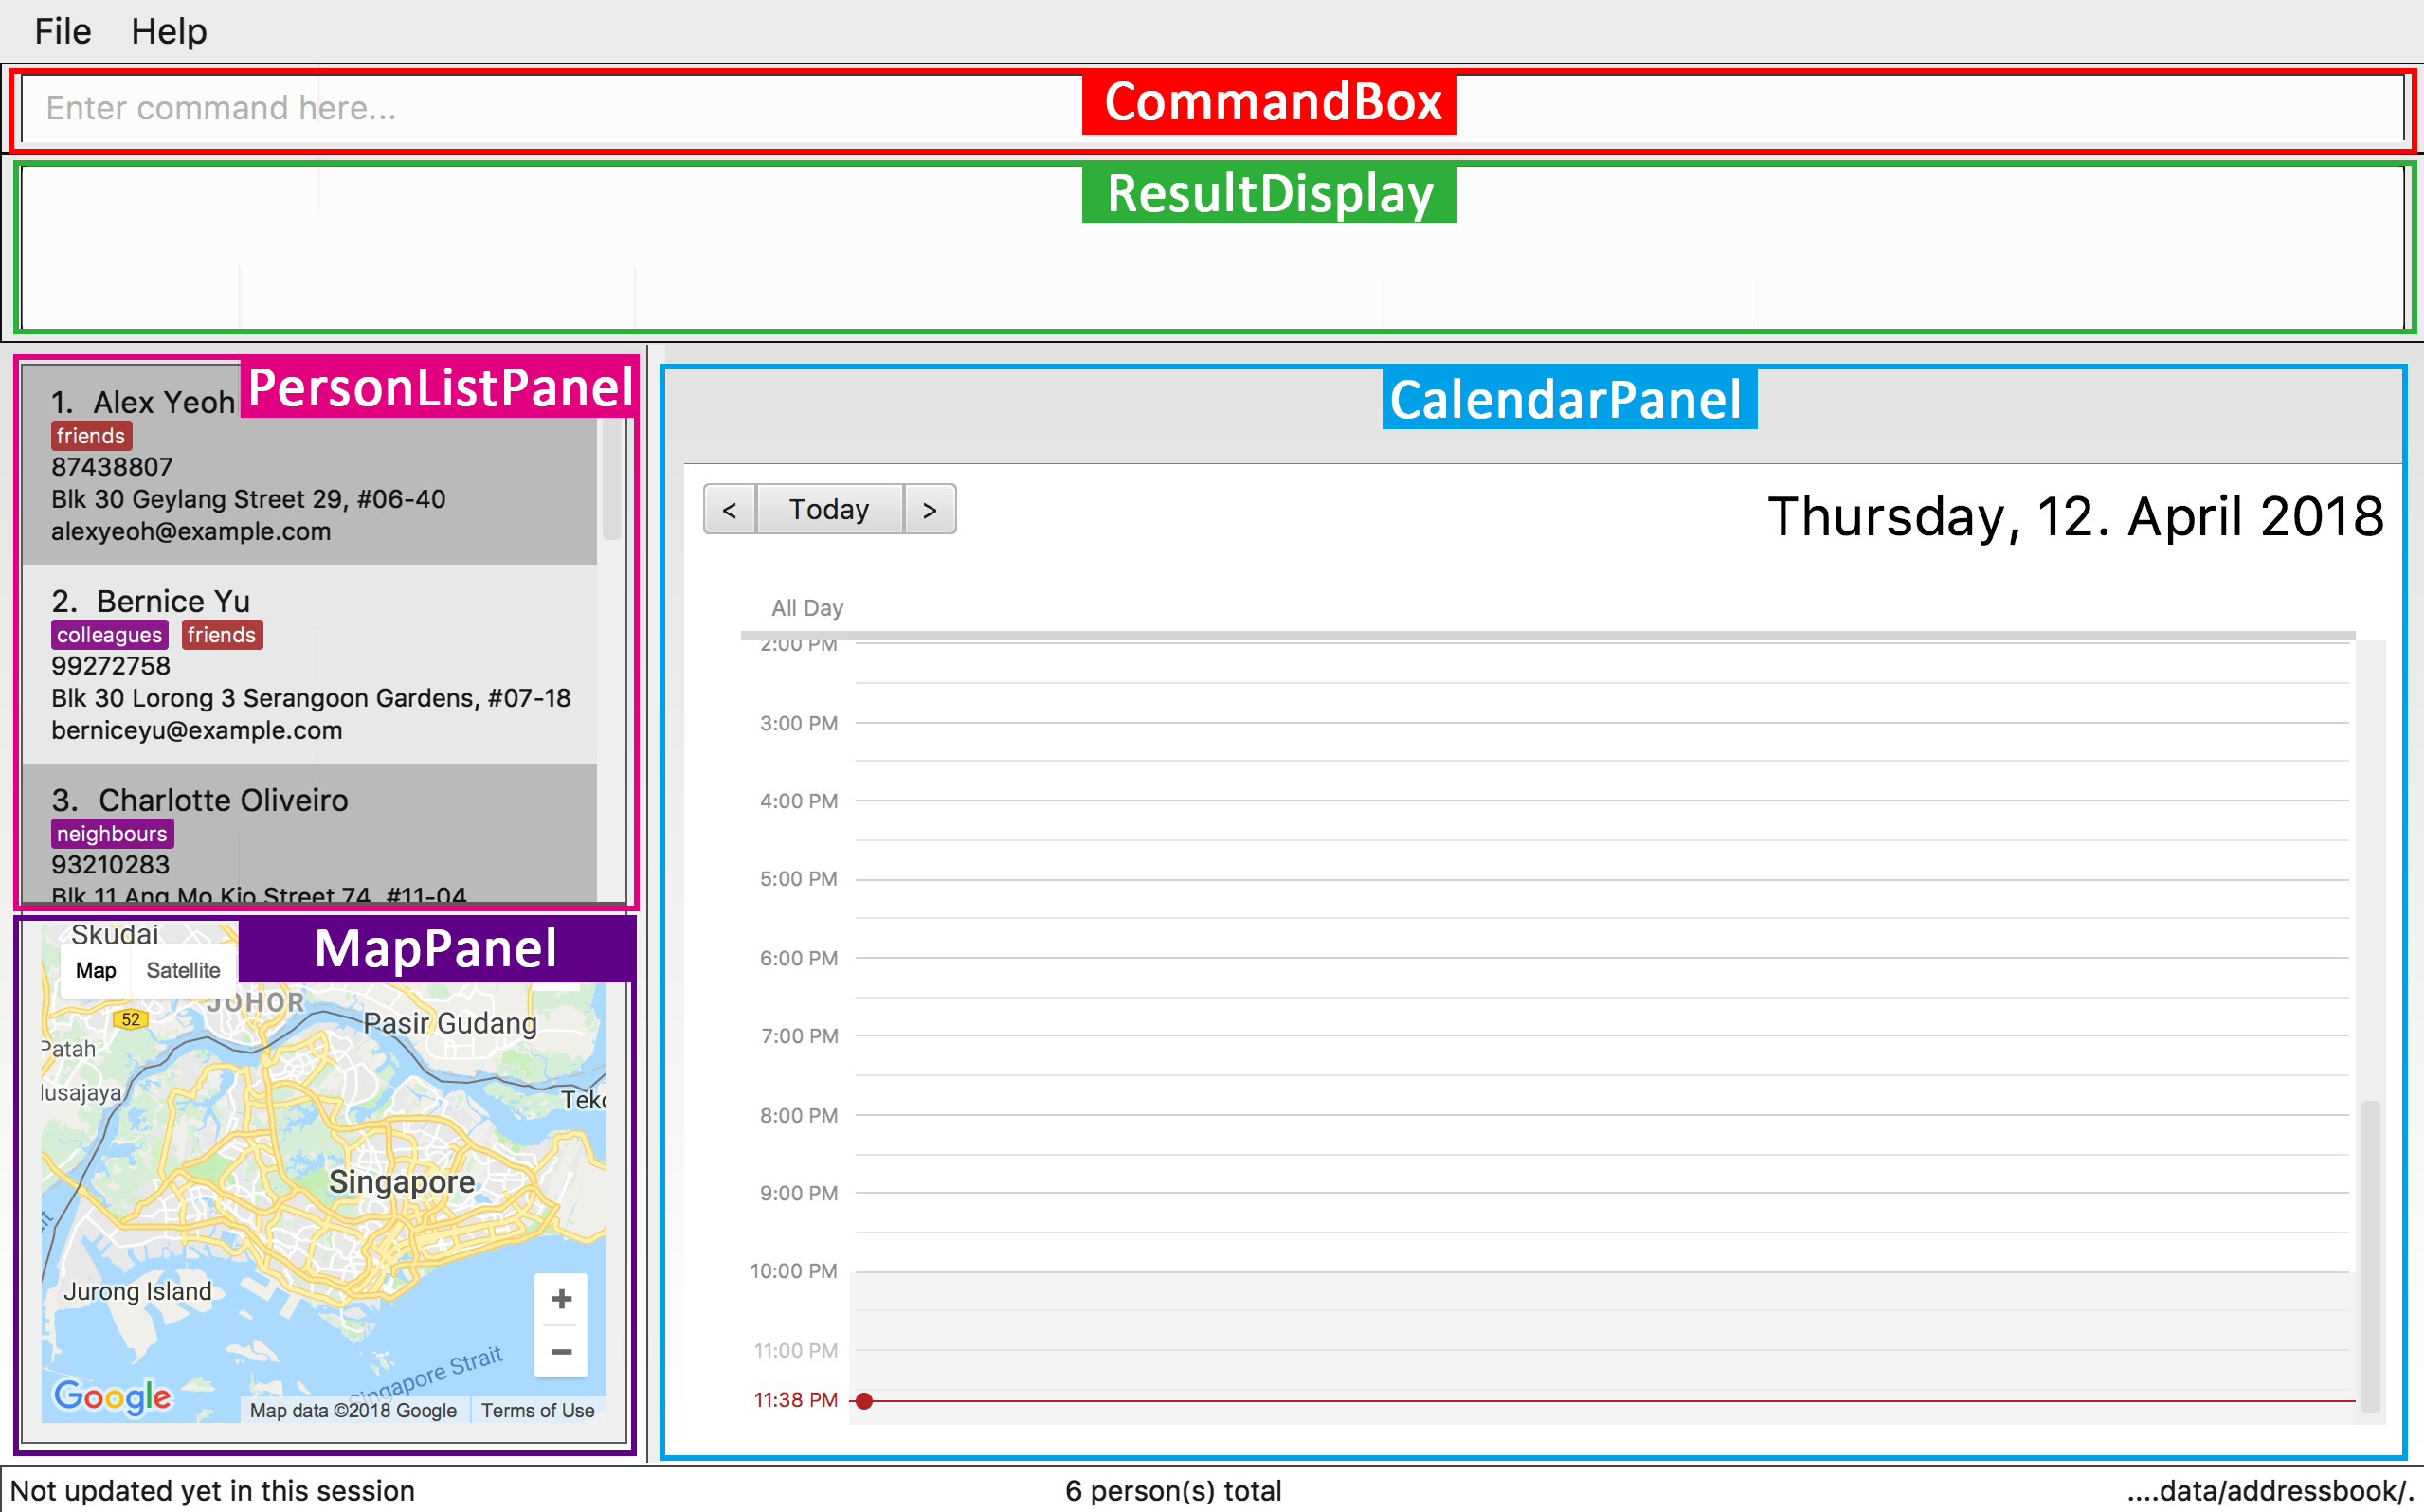 File Help
Enter command here...
CommandBox
ResultDisplay
PersonListPanel
1. Alex Yeoh
friends
87438807
Blk 30 Geylang Street 29, #06-40
alexyeoh@example.com
2. Bernice Yu
colleagues friends
99272758
Blk 30 Lorong 3 Serangoon Gardens, #07-18
berniceyu@example.com
3. Charlotte Oliveiro
neighbours
93210283
Blk 11 Ang Mo Kio Street 74, #11-04
MapPanel
Skudai
Map Satellite
JOHOR
52
Pasir Gudang
Patah
usajaya
Teko
Singapore
Jurong Island
+
−
Singapore Strait
Google
Map data ©2018 Google Terms of Use
CalendarPanel
< Today >
Thursday, 12. April 2018
All Day
2:00 PM
3:00 PM
4:00 PM
5:00 PM
6:00 PM
7:00 PM
8:00 PM
9:00 PM
10:00 PM
11:00 PM
11:38 PM
Not updated yet in this session
6 person(s) total
....data/addressbook/.